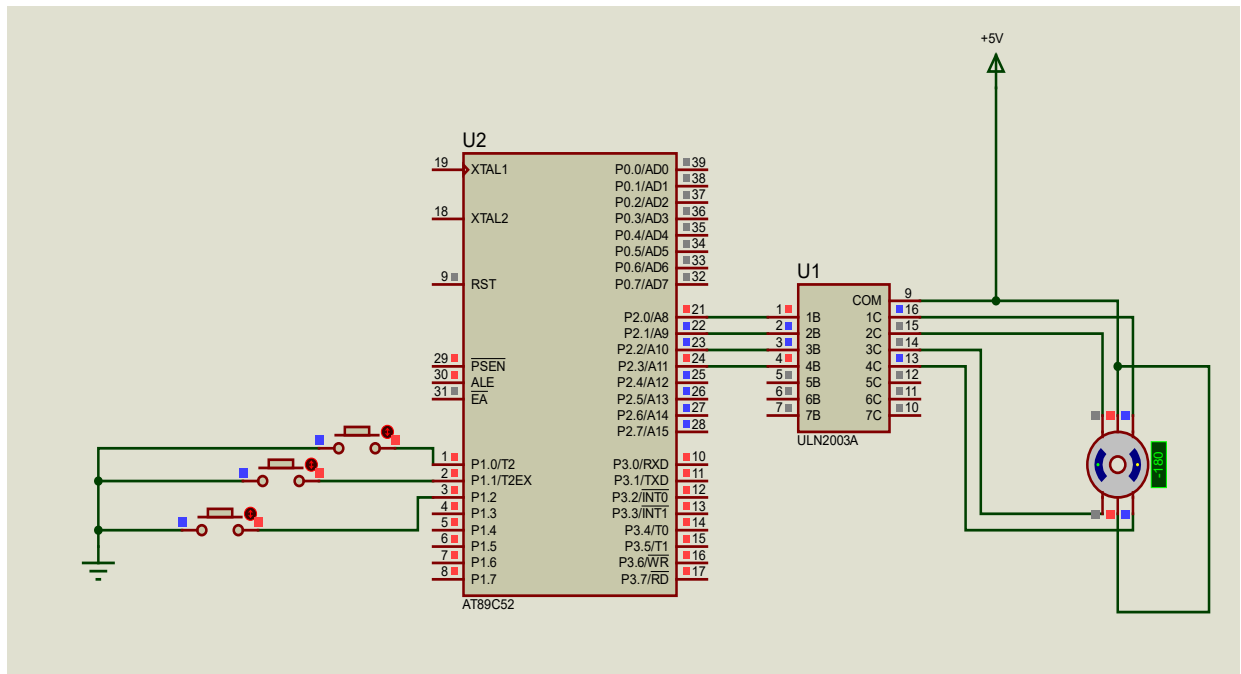 +5V
U2
19 XTAL1
18 XTAL2
9 RST
29 PSEN
30 ALE
31 EA
1 P1.0/T2
2 P1.1/T2EX
3 P1.2
4 P1.3
5 P1.4
6 P1.5
7 P1.6
8 P1.7
P0.0/AD0 39
P0.1/AD1 38
P0.2/AD2 37
P0.3/AD3 36
P0.4/AD4 35
P0.5/AD5 34
P0.6/AD6 33
P0.7/AD7 32
P2.0/A8 21
P2.1/A9 22
P2.2/A10 23
P2.3/A11 24
P2.4/A12 25
P2.5/A13 26
P2.6/A14 27
P2.7/A15 28
P3.0/RXD 10
P3.1/TXD 11
P3.2/INT0 12
P3.3/INT1 13
P3.4/T0 14
P3.5/T1 15
P3.6/WR 16
P3.7/RD 17
AT89C52
U1
COM 9
1 1B 1C 16
2 2B 2C 15
3 3B 3C 14
4 4B 4C 13
5 5B 5C 12
6 6B 6C 11
7 7B 7C 10
ULN2003A
-180